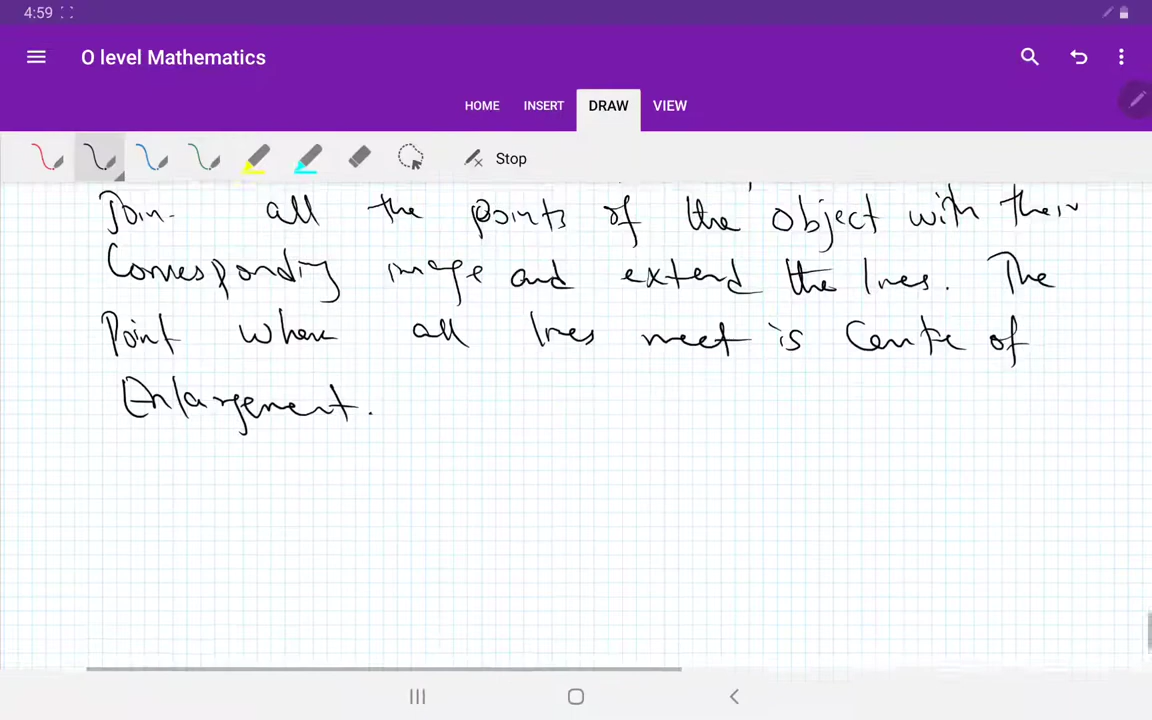 4:59
O level Mathematics
HOME INSERT DRAW VIEW
Stop
Join all the points of the object with their
Corresponding image and extend the lines. The
Point where all lines meet is Centre of
Enlargement.